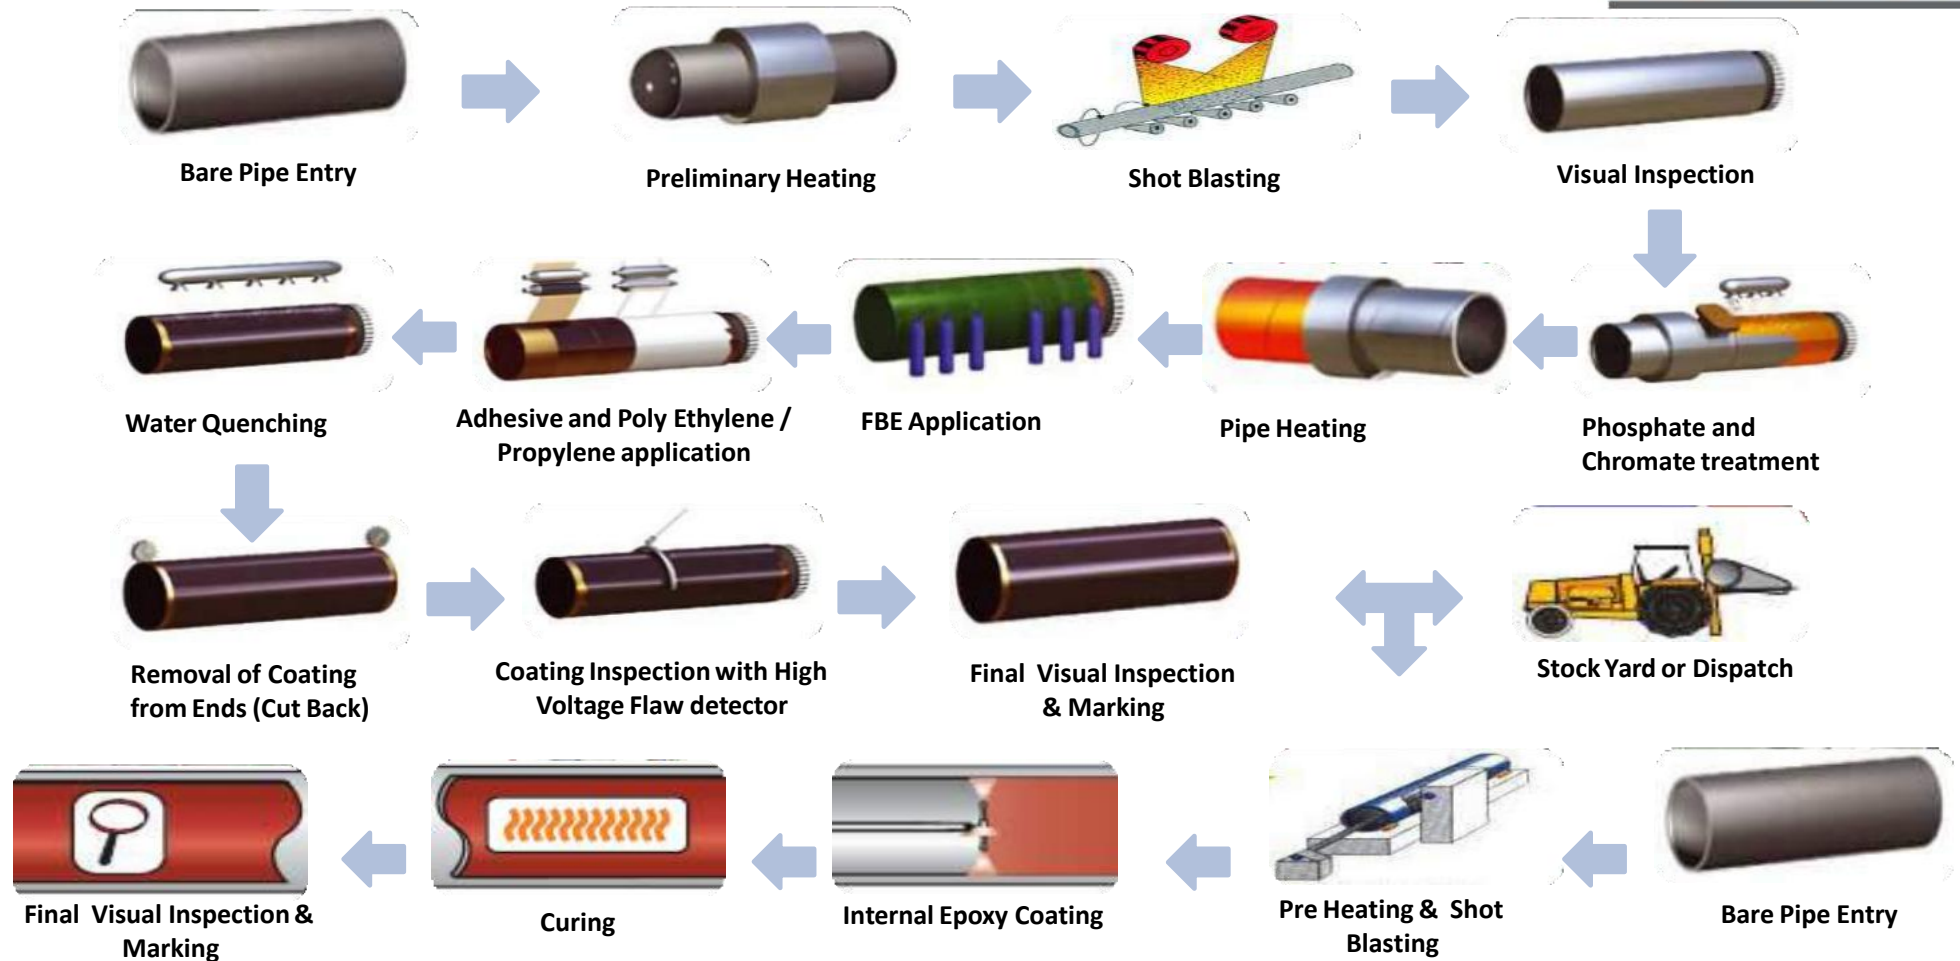 Bare Pipe Entry
Preliminary Heating
Shot Blasting
Visual Inspection
Water Quenching
Adhesive and Poly Ethylene /
Propylene application
FBE Application
Pipe Heating
Phosphate and
Chromate treatment
Removal of Coating
from Ends (Cut Back)
Coating Inspection with High
Voltage Flaw detector
Final Visual Inspection
& Marking
Stock Yard or Dispatch
Final Visual Inspection &
Marking
Curing
Internal Epoxy Coating
Pre Heating & Shot
Blasting
Bare Pipe Entry